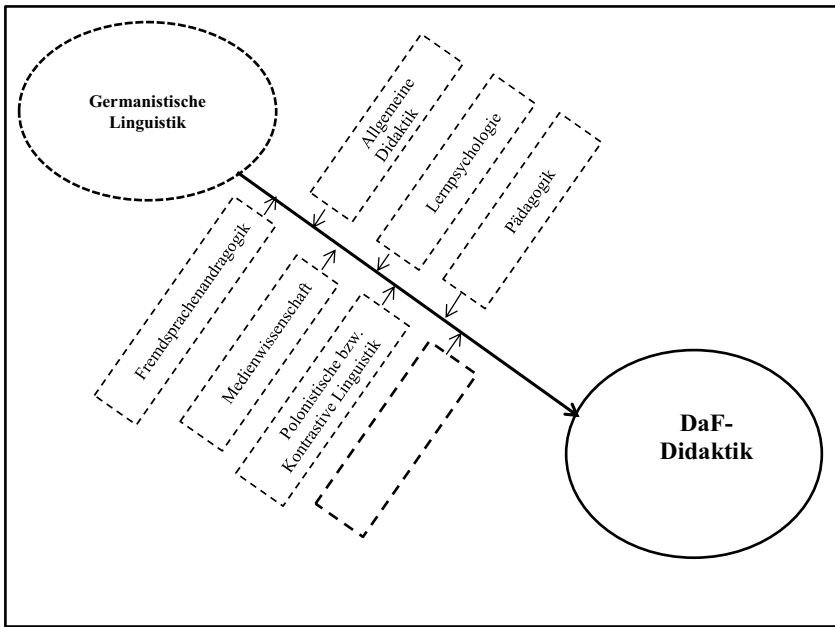 Germanistische
Linguistik
Allgemeine
Didaktik
Lernpsychologie
Pädagogik
Fremdsprachenandragogik
Medienwissenschaft
Polonistische bzw.
Kontrastive Linguistik
DaF-
Didaktik